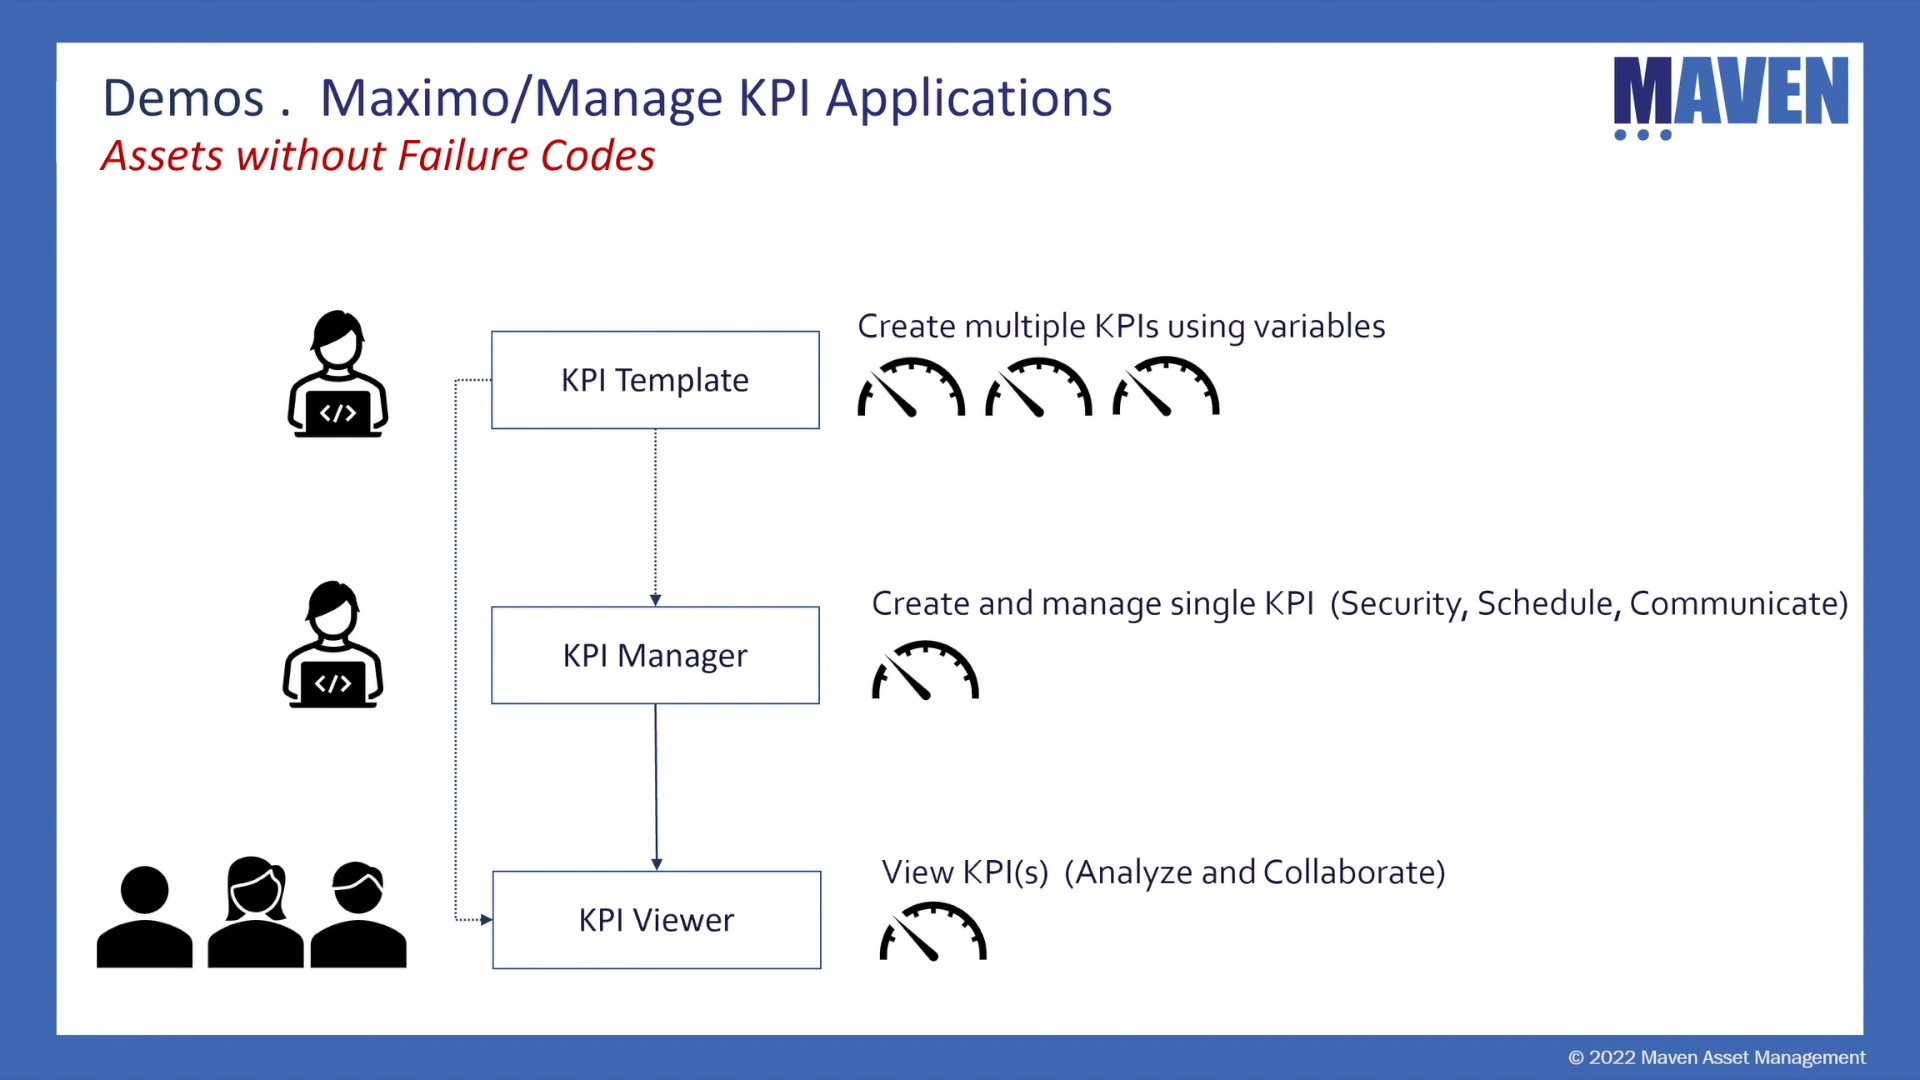 Demos .  Maximo/Manage KPI Applications
Assets without Failure Codes
MAVEN
KPI Template
Create multiple KPIs using variables
</>
KPI Manager
Create and manage single KPI  (Security, Schedule, Communicate)
</>
KPI Viewer
View KPI(s)  (Analyze and Collaborate)
© 2022 Maven Asset Management